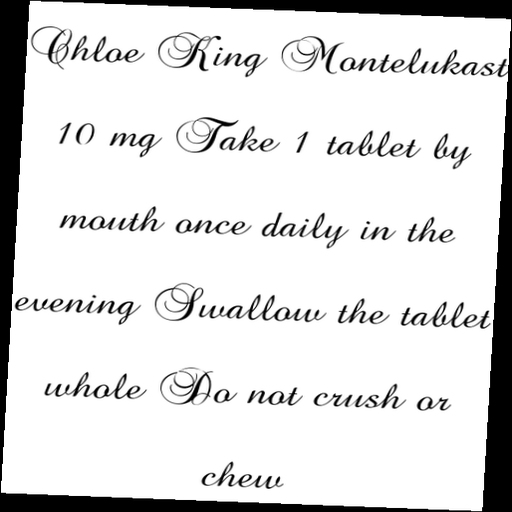 Chloe King Montelukast
10 mg Take 1 tablet by
mouth once daily in the
evening Swallow the tablet
whole Do not crush or
chew